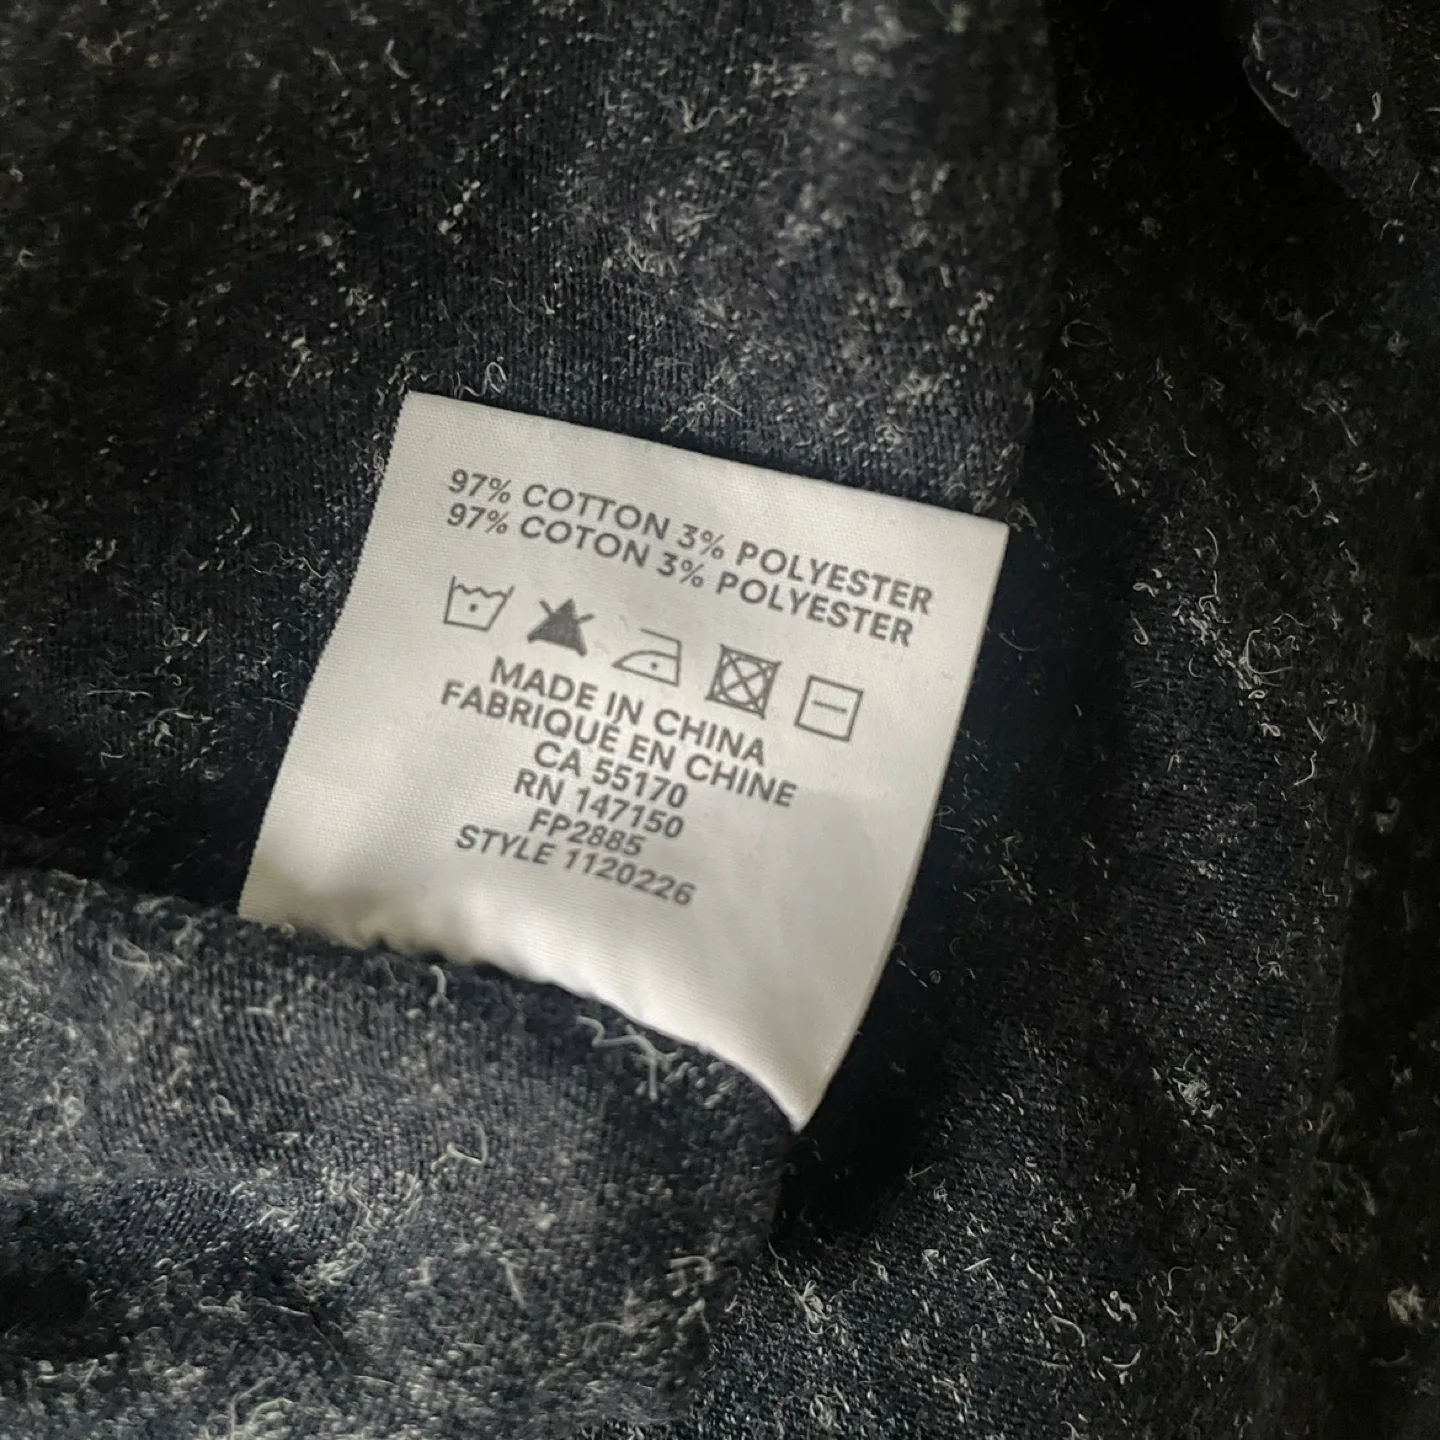 97% COTTON 3% POLYESTER
97% COTON 3% POLYESTER
MADE IN CHINA
FABRIQUÉ EN CHINE
CA 55170
RN 147150
FP2885
STYLE 1120226